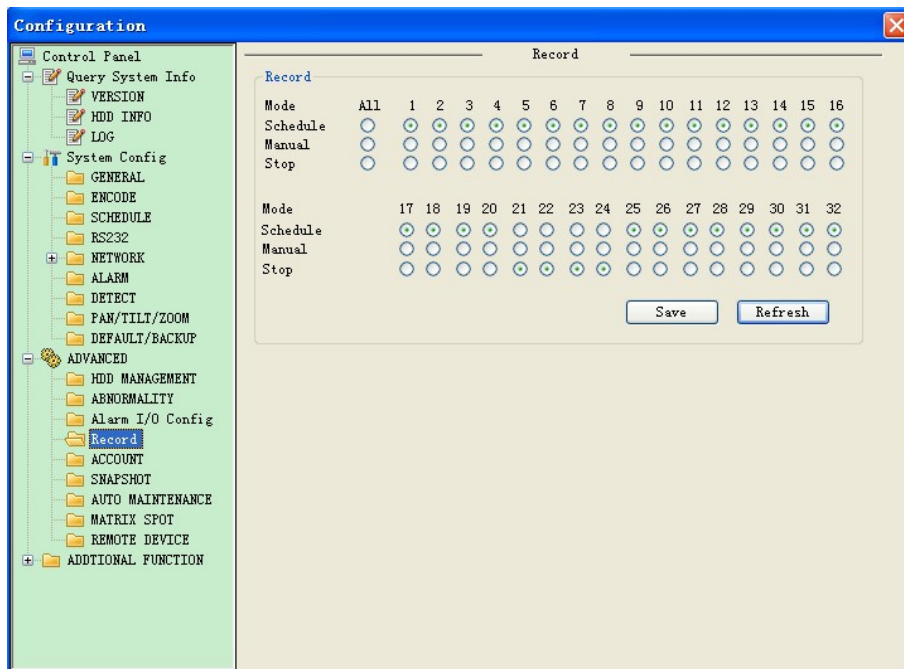 Configuration
Control Panel
Query System Info
VERSION
HDD INFO
LOG
System Config
GENERAL
ENCODE
SCHEDULE
RS232
NETWORK
ALARM
DETECT
PAN/TILT/ZOOM
DEFAULT/BACKUP
ADVANCED
HDD MANAGEMENT
ABNORMALITY
Alarm I/O Config
Record
ACCOUNT
SNAPSHOT
AUTO MAINTENANCE
MATRIX SPOT
REMOTE DEVICE
ADDTIONAL FUNCTION
Record
Record
Mode All 1 2 3 4 5 6 7 8 9 10 11 12 13 14 15 16
Schedule
Manual
Stop
Mode 17 18 19 20 21 22 23 24 25 26 27 28 29 30 31 32
Schedule
Manual
Stop
Save Refresh